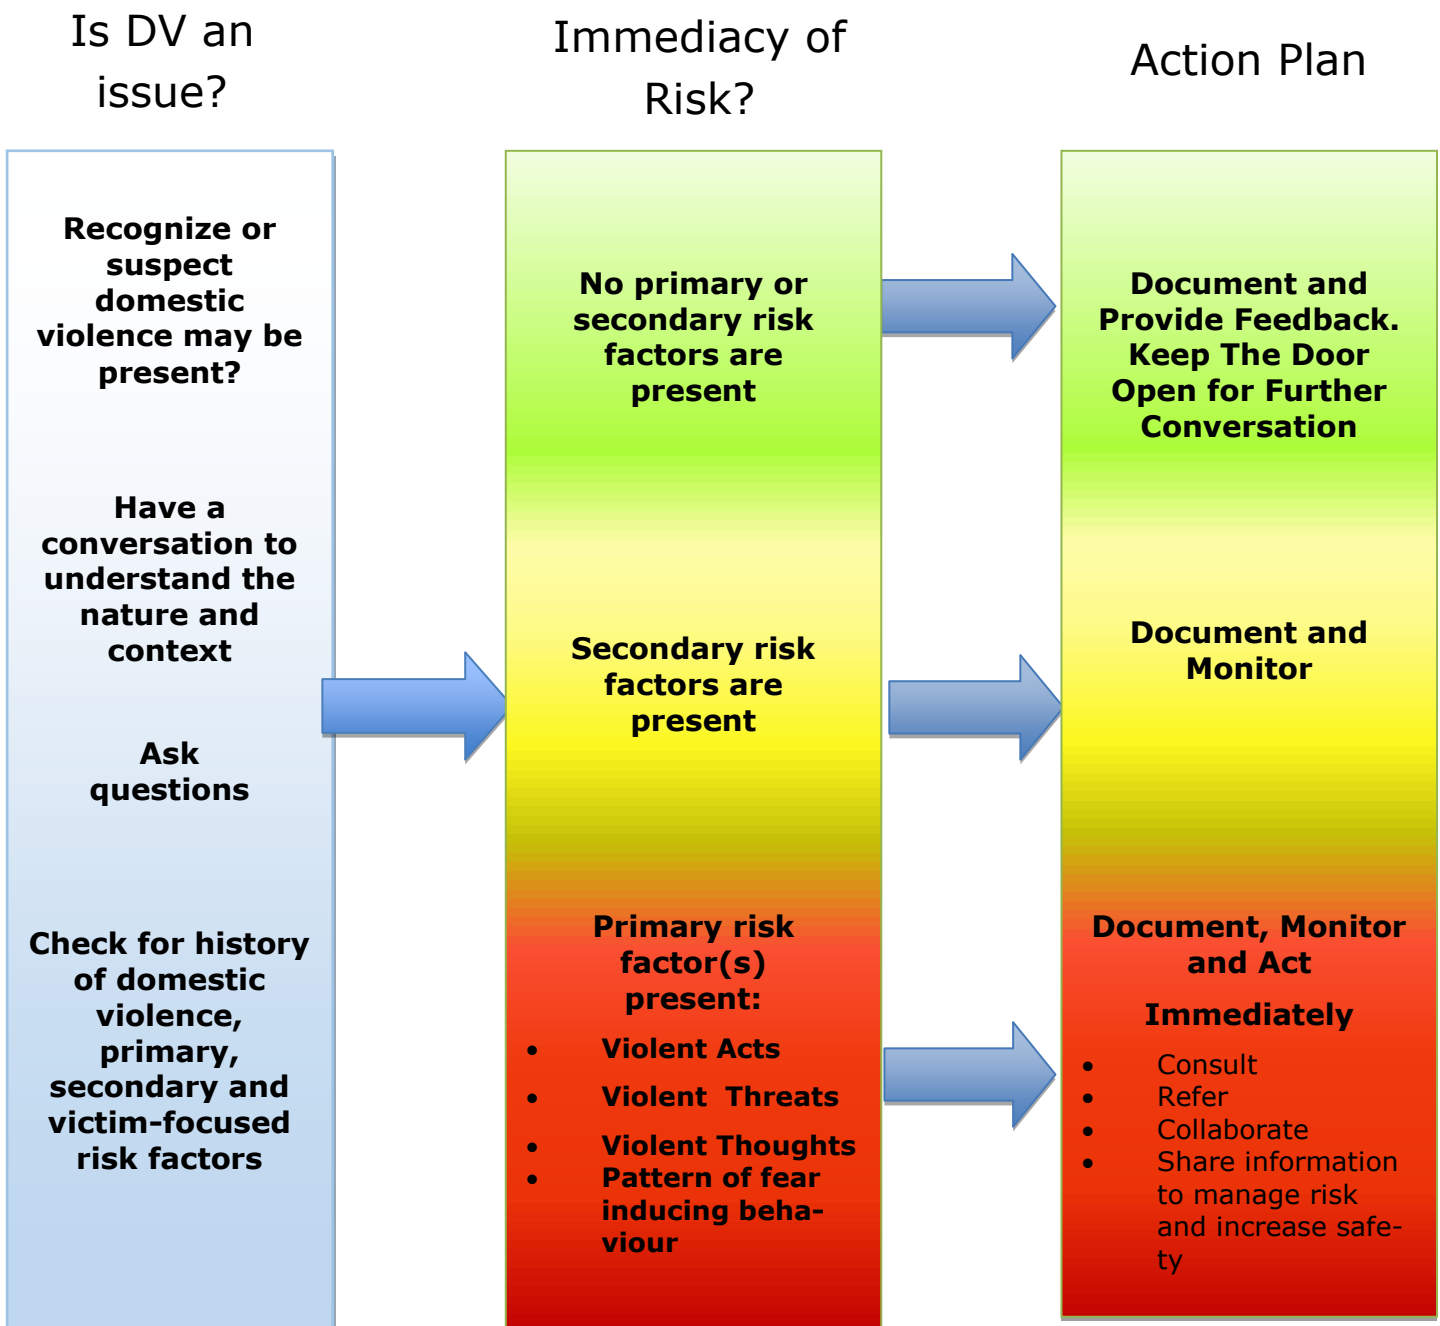 Is DV an
issue?
Recognize or
suspect
domestic
violence may be
present?
Have a
conversation to
understand the
nature and
context
Ask
questions
Check for history
of domestic
violence,
primary,
secondary and
victim-focused
risk factors
Immediacy of
Risk?
No primary or
secondary risk
factors are
present
Secondary risk
factors are
present
Primary risk
factor(s)
present:
• Violent Acts
• Violent  Threats
• Violent Thoughts
• Pattern of fear
inducing beha-
viour
Action Plan
Document and
Provide Feedback.
Keep The Door
Open for Further
Conversation
Document and
Monitor
Document, Monitor
and Act
Immediately
• Consult
• Refer
• Collaborate
• Share information
to manage risk
and increase safe-
ty